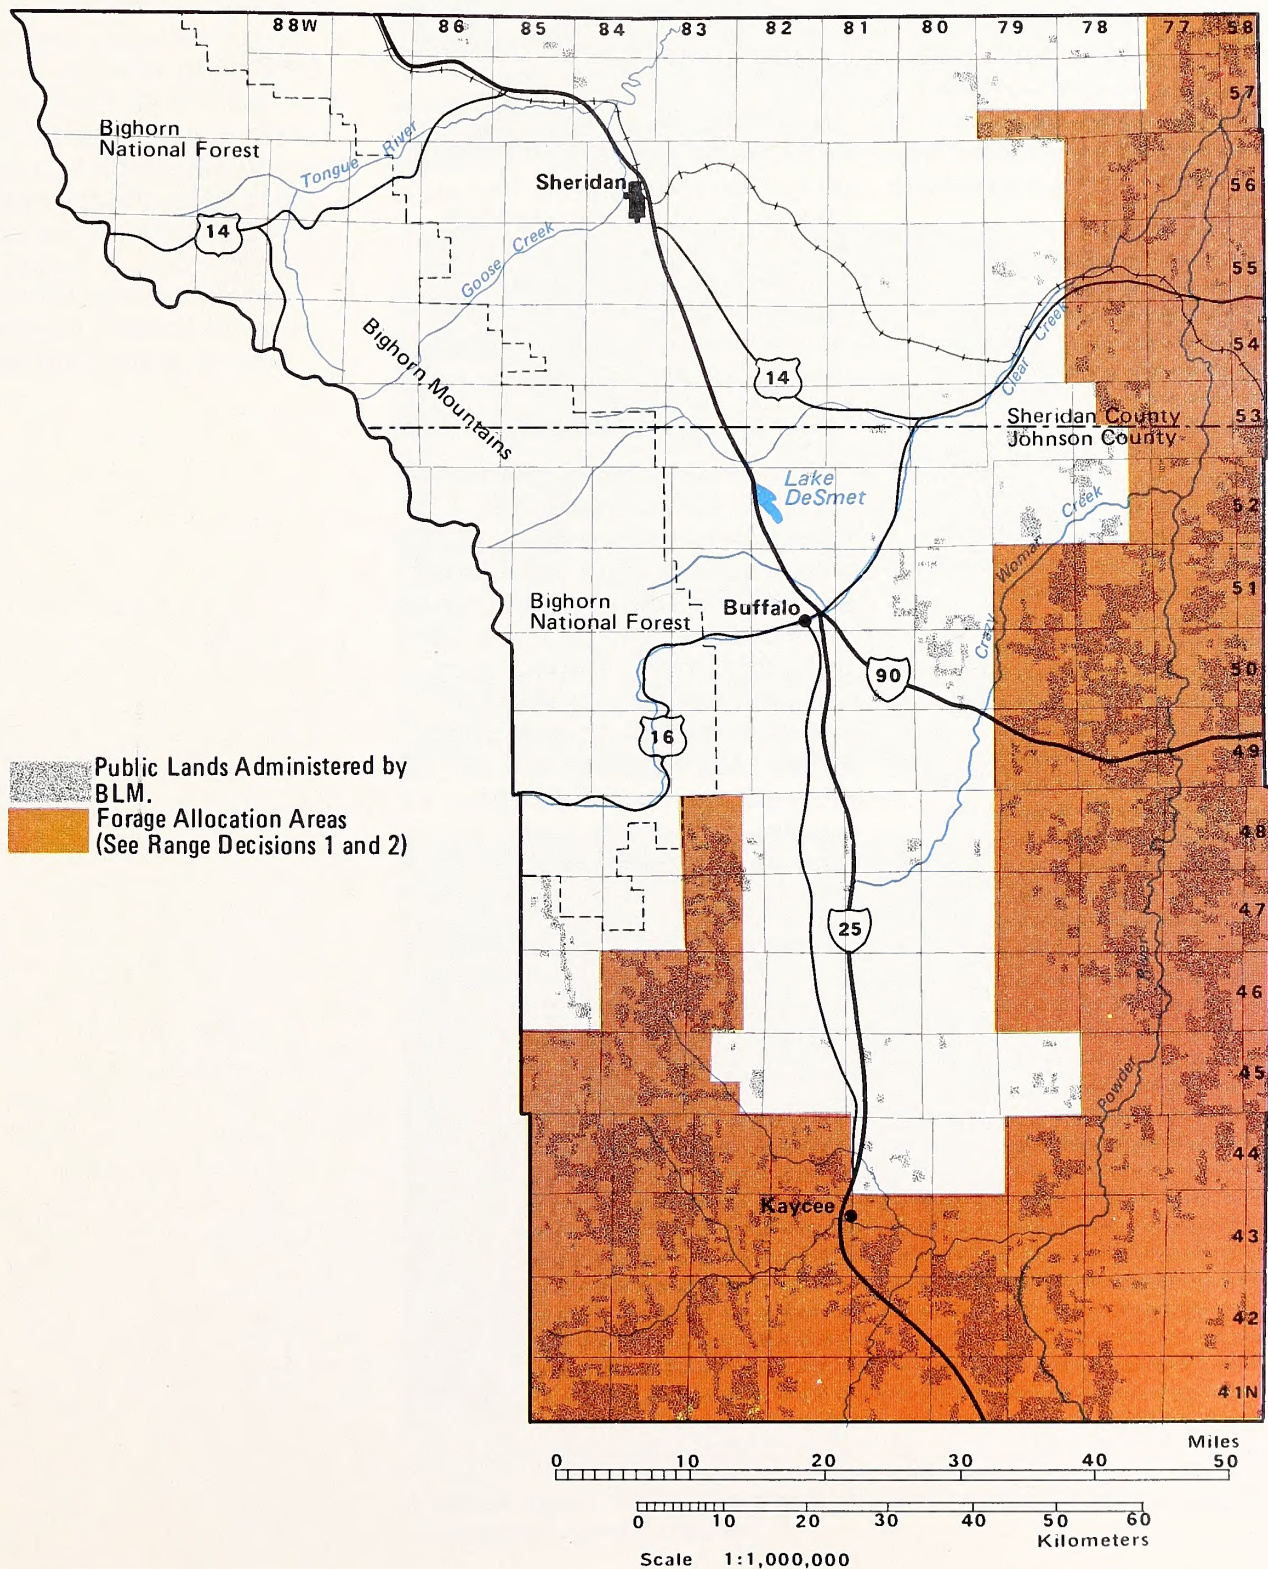 88W 86 85 84 83 82 81 80 79 78 77 58
57
Bighorn
National Forest
Tongue River
Sheridan
56
14
Goose Creek
55
Bighorn Mountains
54
14
Clear Creek
Sheridan County
53
Johnson County
Lake
DeSmet
Creek
52
Woman
51
Bighorn
National Forest
Buffalo
Crazy
50
90
16
49
Public Lands Administered by
BLM.
Forage Allocation Areas
(See Range Decisions 1 and 2)
48
47
25
River
46
45
Powder
44
Kaycee
43
42
41N
Miles
0 10 20 30 40 50
0 10 20 30 40 50 60
Kilometers
Scale 1:1,000,000